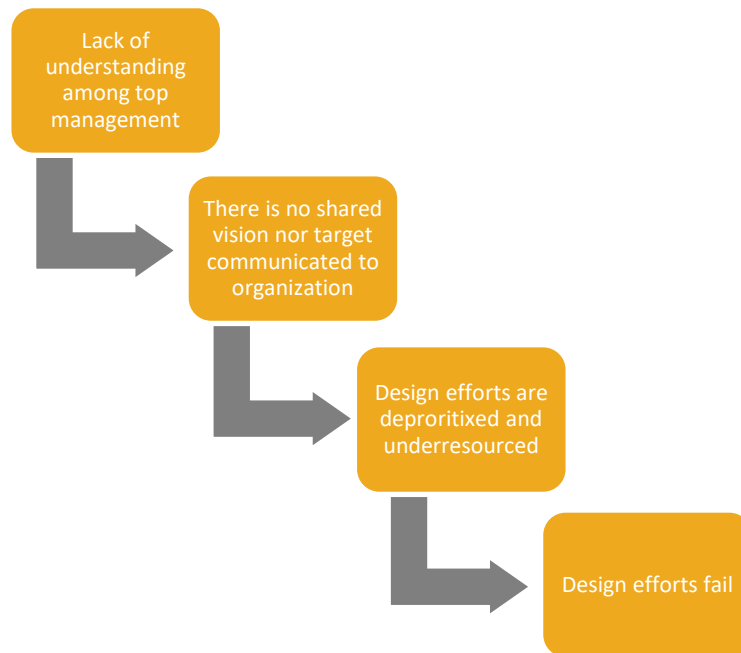 Lack of
understanding
among top
management
There is no shared
vision nor target
communicated to
organization
Design efforts are
deproritixed and
underresourced
Design efforts fail